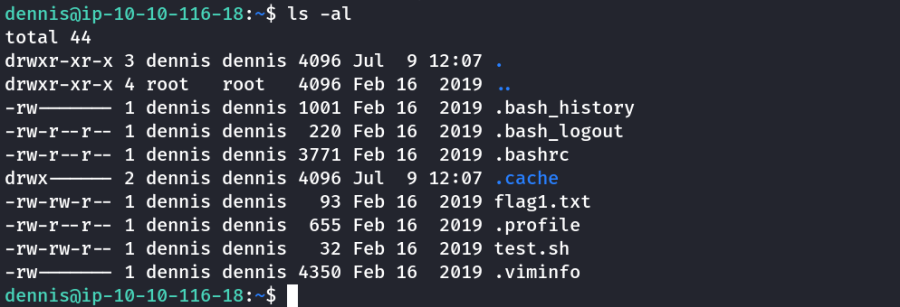 dennis@ip-10-10-116-18:~$ ls -al
total 44
drwxr-xr-x 3 dennis dennis 4096 Jul  9 12:07 .
drwxr-xr-x 4 root   root   4096 Feb 16  2019 ..
-rw------- 1 dennis dennis 1001 Feb 16  2019 .bash_history
-rw-r--r-- 1 dennis dennis  220 Feb 16  2019 .bash_logout
-rw-r--r-- 1 dennis dennis 3771 Feb 16  2019 .bashrc
drwx------ 2 dennis dennis 4096 Jul  9 12:07 .cache
-rw-rw-r-- 1 dennis dennis   93 Feb 16  2019 flag1.txt
-rw-r--r-- 1 dennis dennis  655 Feb 16  2019 .profile
-rw-rw-r-- 1 dennis dennis   32 Feb 16  2019 test.sh
-rw------- 1 dennis dennis 4350 Feb 16  2019 .viminfo
dennis@ip-10-10-116-18:~$